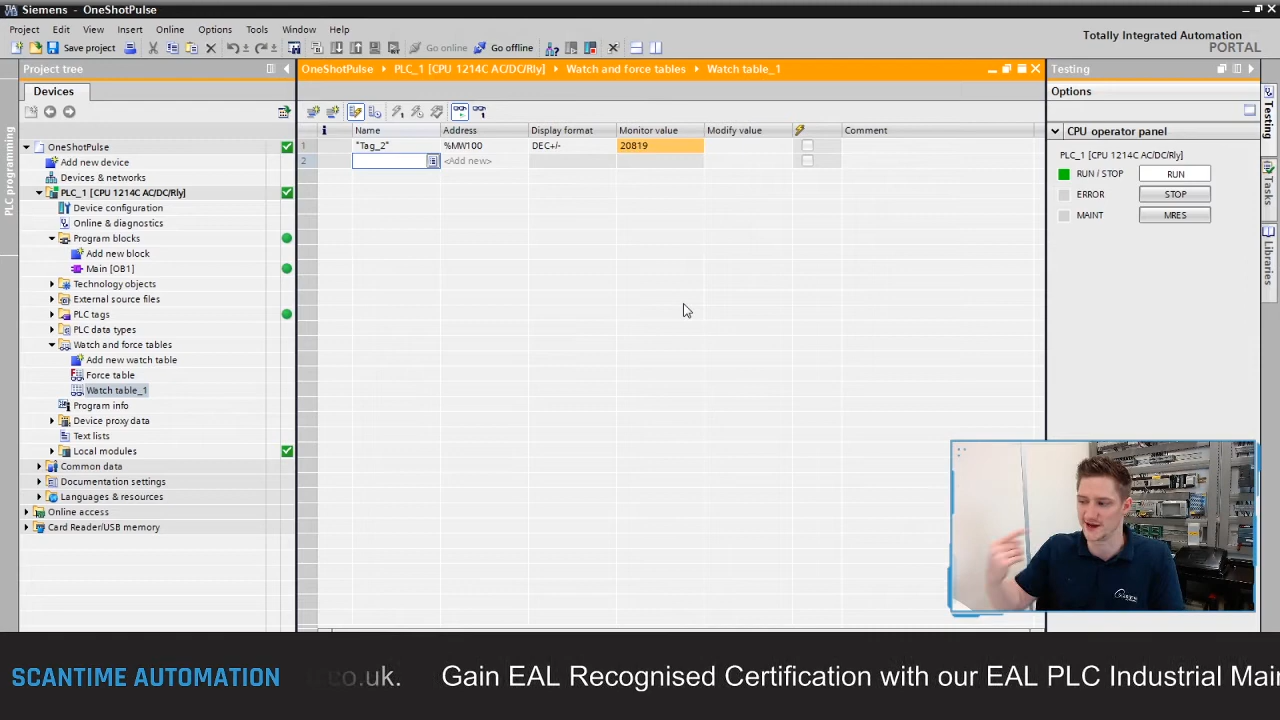 Siemens - OneShotPulse
Project Edit View Insert Online Options Tools Window Help
Totally Integrated Automation
PORTAL
Save project
Go online
Go offline
Project tree
OneShotPulse
PLC_1 [CPU 1214C AC/DC/Rly]
Watch and force tables
Watch table_1
Testing
Devices
Options
CPU operator panel
PLC_1 [CPU 1214C AC/DC/Rly]
RUN / STOP RUN
ERROR STOP
MAINT MRES
Testing
Tasks
Libraries
PLC programming
i Name Address Display format Monitor value Modify value Comment
1 "Tag_2" %MW100 DEC+/- 20819
2 <Add new>
OneShotPulse
Add new device
Devices & networks
PLC_1 [CPU 1214C AC/DC/Rly]
Device configuration
Online & diagnostics
Program blocks
Add new block
Main [OB1]
Technology objects
External source files
PLC tags
PLC data types
Watch and force tables
Add new watch table
Force table
Watch table_1
Program info
Device proxy data
Text lists
Local modules
Common data
Documentation settings
Languages & resources
Online access
Card Reader/USB memory
SCANTIME AUTOMATION
.co.uk. Gain EAL Recognised Certification with our EAL PLC Industrial Mai